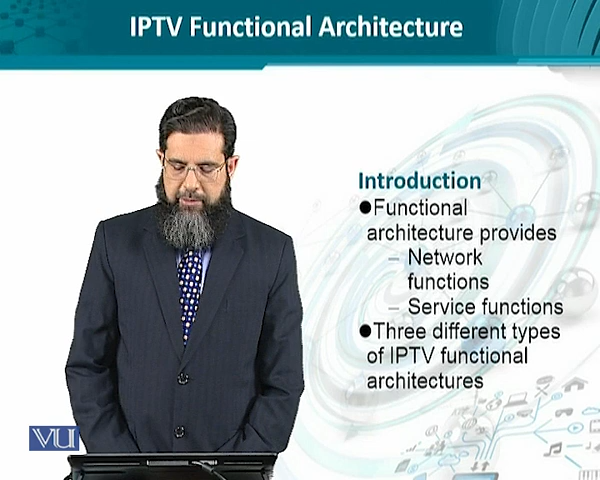 IPTV Functional Architecture
Introduction
●Functional
architecture provides
– Network
functions
– Service functions
●Three different types
of IPTV functional
architectures
VU